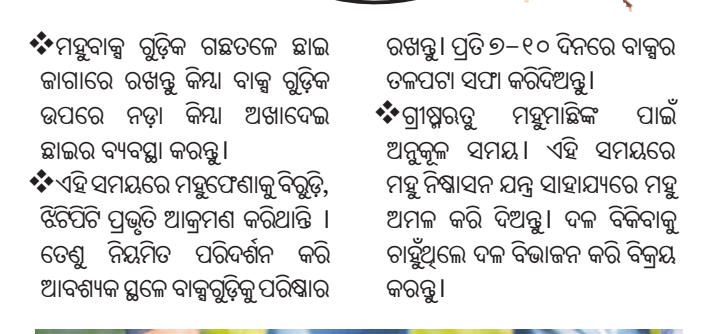 ❖ମହୁବାକ୍ସ ଗୁଡ଼ିକ ଗଛତଳେ ଛାଇ
ଜାଗାରେ ରଖନ୍ତୁ କିମ୍ବା ବାକ୍ସ ଗୁଡ଼ିକ
ଉପରେ ନଡ଼ା କିମ୍ବା ଅଖାଦେଇ
ଛାଇର ବ୍ୟବସ୍ଥା କରନ୍ତୁ।
❖ଏହି ସମୟରେ ମହୁଫେଣାକୁ ବିରୁଡ଼ି,
ଝିଟିପିଟି ପ୍ରଭୃତି ଆକ୍ରମଣ କରିଥାନ୍ତି ।
ତେଣୁ ନିୟମିତ ପରିଦର୍ଶନ କରି
ଆବଶ୍ୟକ ସ୍ଥଳେ ବାକ୍ସଗୁଡ଼ିକୁ ପରିଷ୍କାର
ରଖନ୍ତୁ। ପ୍ରତି ୭–୧୦ ଦିନରେ ବାକ୍ସର
ତଳପଟା ସଫା କରିଦିଅନ୍ତୁ।
❖ଗ୍ରୀଷ୍ମଋତୁ ମହୁମାଛିଙ୍କ ପାଇଁ
ଅନୁକୂଳ ସମୟ। ଏହି ସମୟରେ
ମହୁ ନିଷ୍କାସନ ଯନ୍ତ୍ର ସାହାଯ୍ୟରେ ମହୁ
ଅମଳ କରି ଦିଅନ୍ତୁ। ଦଳ ବିକିବାକୁ
ଚାହୁଁଥିଲେ ଦଳ ବିଭାଜନ କରି ବିକ୍ରୟ
କରନ୍ତୁ।